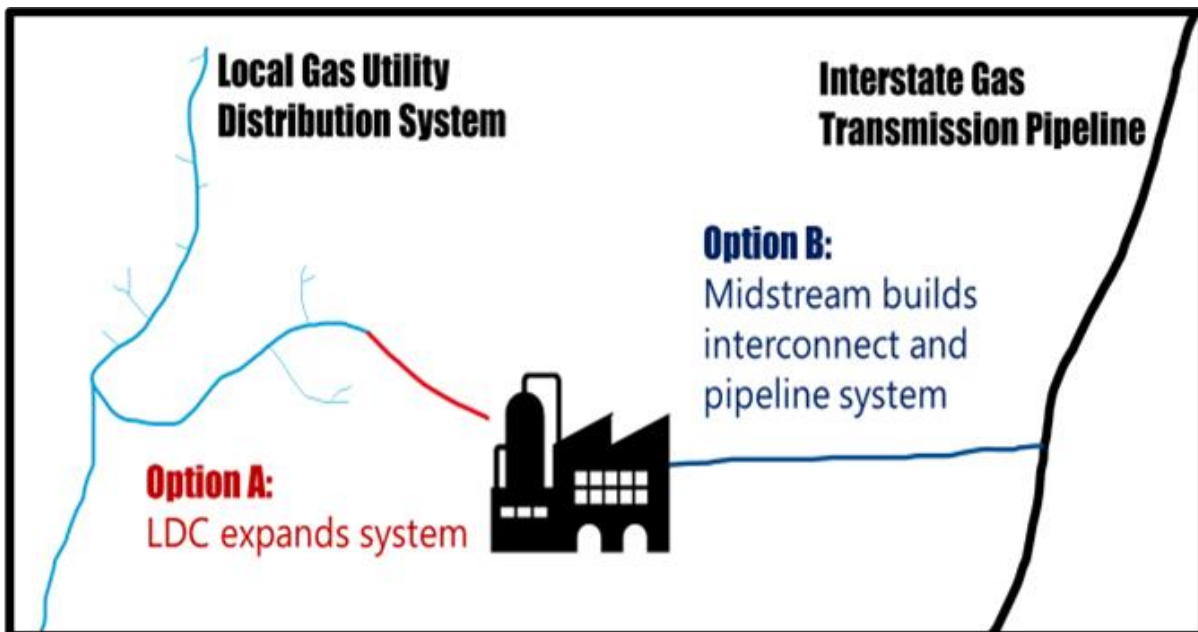 Local Gas Utility
Distribution System
Interstate Gas
Transmission Pipeline
Option B:
Midstream builds
interconnect and
pipeline system
Option A:
LDC expands system